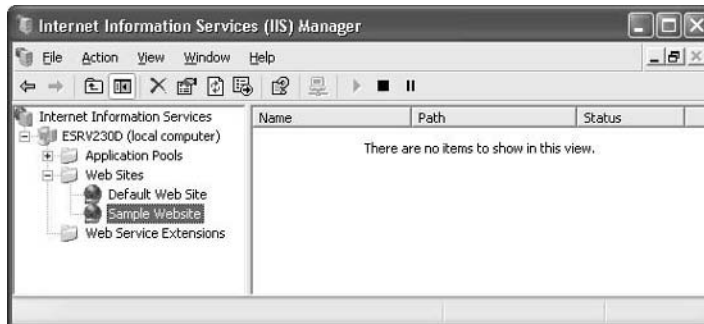 Internet Information Services (IIS) Manager
File Action View Window Help
Internet Information Services
ESRV230D (local computer)
Application Pools
Web Sites
Default Web Site
Sample Website
Web Service Extensions
Name Path Status
There are no items to show in this view.